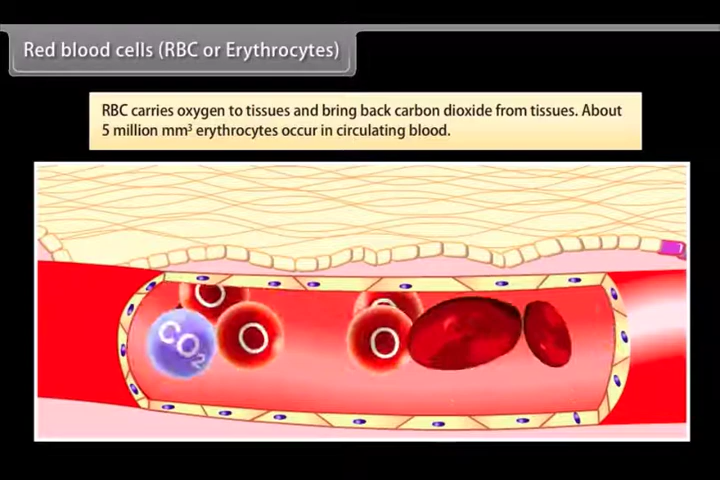 Red blood cells (RBC or Erythrocytes)
RBC carries oxygen to tissues and bring back carbon dioxide from tissues. About
5 million mm³ erythrocytes occur in circulating blood.
O
O
O
CO₂
O